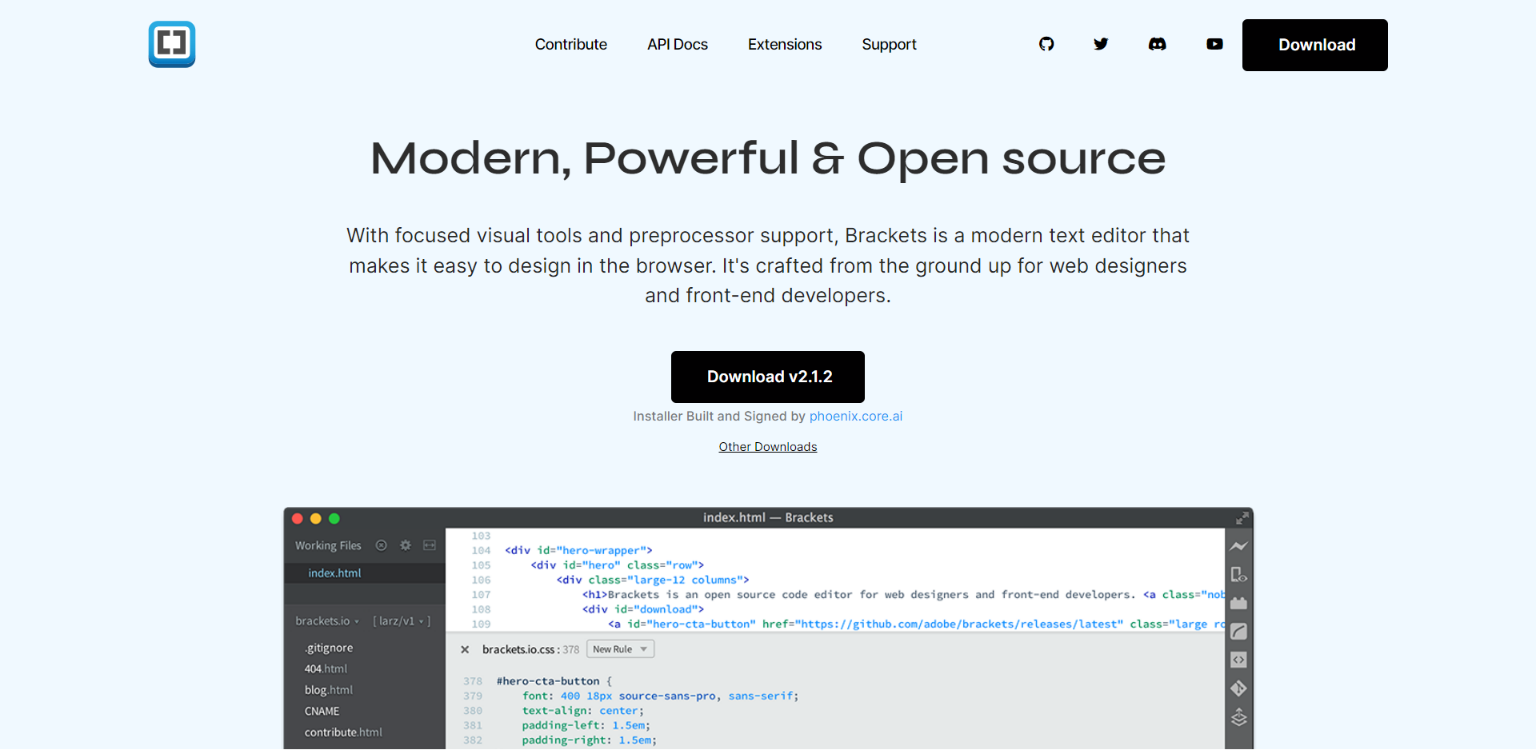 Contribute API Docs Extensions Support Download
Modern, Powerful & Open source
With focused visual tools and preprocessor support, Brackets is a modern text editor that
makes it easy to design in the browser. It's crafted from the ground up for web designers
and front-end developers.
Download v2.1.2
Installer Built and Signed by phoenix.core.ai
Other Downloads
index.html — Brackets
Working Files
index.html
brackets.io [ larz/v1 ]
.gitignore
404.html
blog.html
CNAME
contribute.html
103
104 <div id="hero-wrapper">
105 <div id="hero" class="row">
106 <div class="large-12 columns">
107 <h1>Brackets is an open source code editor for web designers and front-end developers. <a class="nob
108 <div id="download">
109 <a id="hero-cta-button" href="https://github.com/adobe/brackets/releases/latest" class="large ro
× brackets.io.css : 378 New Rule
378 #hero-cta-button {
379 font: 400 18px source-sans-pro, sans-serif;
380 text-align: center;
381 padding-left: 1.5em;
382 padding-right: 1.5em;